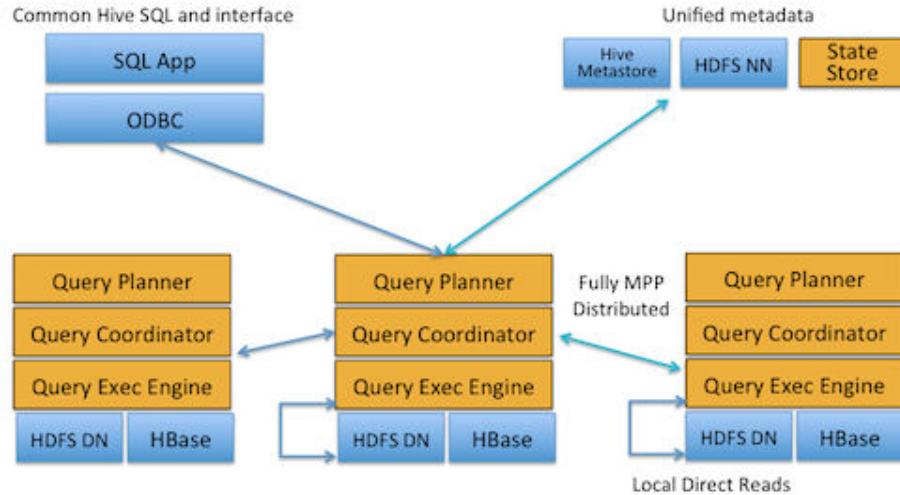 Common Hive SQL and interface
Unified metadata
SQL App
ODBC
Hive
Metastore
HDFS NN
State
Store
Query Planner
Query Coordinator
Query Exec Engine
HDFS DN
HBase
Query Planner
Query Coordinator
Query Exec Engine
HDFS DN
HBase
Fully MPP
Distributed
Query Planner
Query Coordinator
Query Exec Engine
HDFS DN
HBase
Local Direct Reads